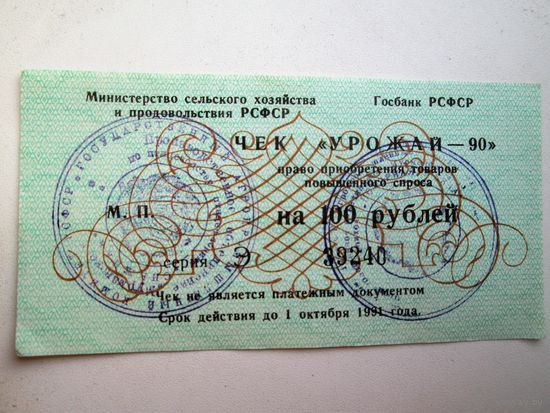 Министерство сельского хозяйства
и продовольствия РСФСР
Госбанк РСФСР
ЧЕК «УРОЖАЙ—90»
право приобретения товаров
повышенного спроса
М. П.
на 100 рублей
серия Э 39240
Чек не является платежным документом
Срок действия до 1 октября 1991 года.